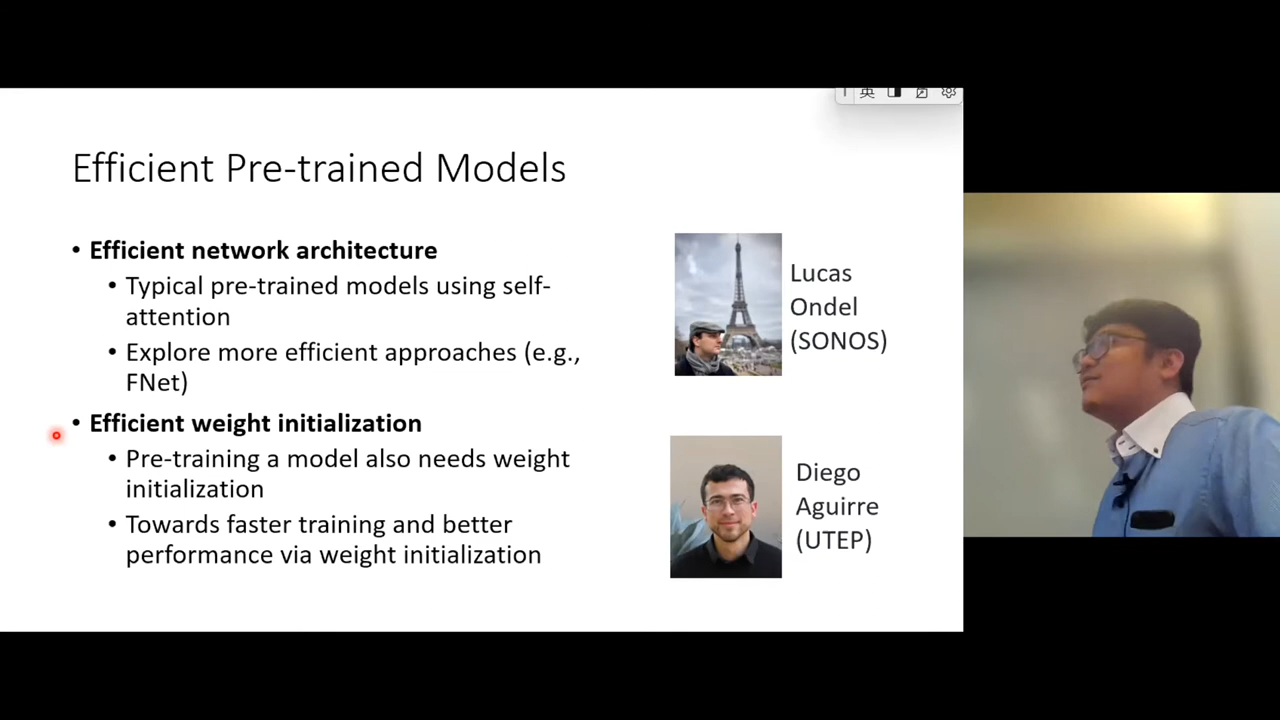 英
Efficient Pre-trained Models
• Efficient network architecture
• Typical pre-trained models using self-
attention
• Explore more efficient approaches (e.g.,
FNet)
• Efficient weight initialization
• Pre-training a model also needs weight
initialization
• Towards faster training and better
performance via weight initialization
Lucas
Ondel
(SONOS)
Diego
Aguirre
(UTEP)